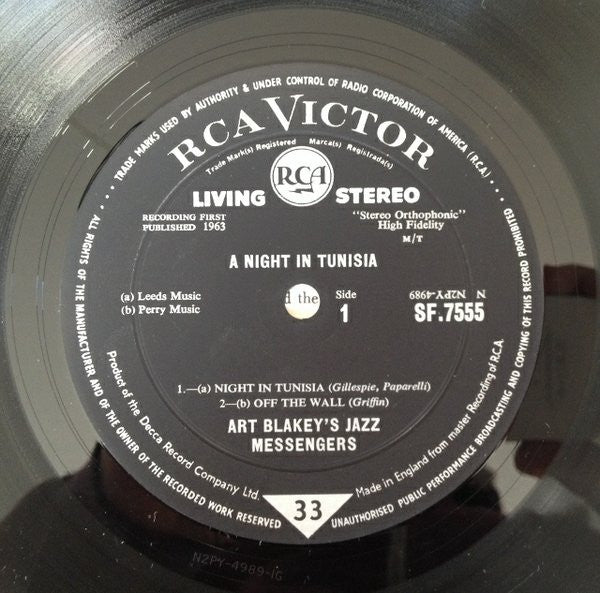 TRADE MARKS USED BY AUTHORITY & UNDER CONTROL OF RADIO CORPORATION OF AMERICA (R.C.A.)
RCA VICTOR
Trade Mark(s) Registered Marca(s) Registrada(s)
RCA
LIVING STEREO
RECORDING FIRST
PUBLISHED 1963
"Stereo Orthophonic"
High Fidelity
M/T
A NIGHT IN TUNISIA
(a) Leeds Music
(b) Perry Music
d the
Side
1
N N2PY.4989
SF.7555
1.—(a) NIGHT IN TUNISIA (Gillespie, Paparelli)
2—(b) OFF THE WALL (Griffin)
ART BLAKEY'S JAZZ
MESSENGERS
Product of the Decca Record Company Ltd.
Made in England from master Recording of R.C.A.
33
ALL RIGHTS OF THE MANUFACTURER AND OF THE OWNER OF THE RECORDED WORK RESERVED
UNAUTHORISED PUBLIC PERFORMANCE BROADCASTING AND COPYING OF THIS RECORD PROHIBITED
N2PY-4989-1G